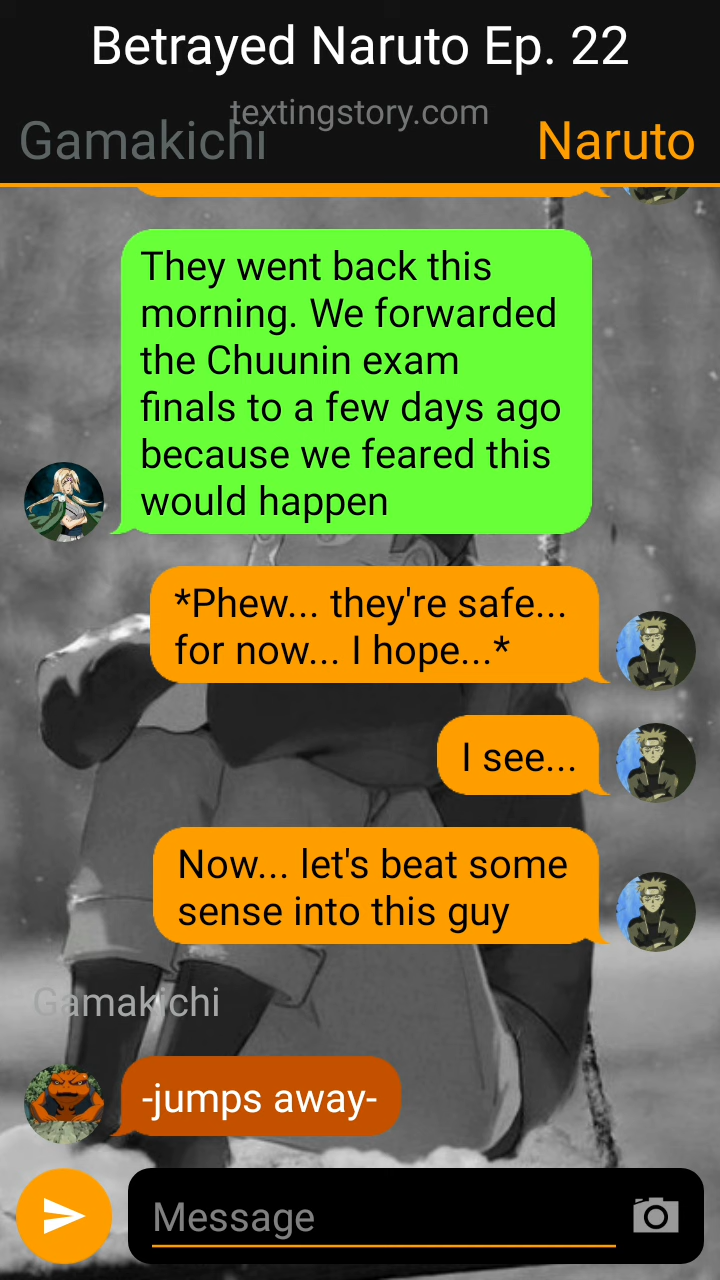 Betrayed Naruto Ep. 22
textingstory.com
Gamakichi
Naruto
They went back this
morning. We forwarded
the Chuunin exam
finals to a few days ago
because we feared this
would happen
*Phew... they're safe...
for now... I hope...*
I see...
Now... let's beat some
sense into this guy
Gamakichi
-jumps away-
Message